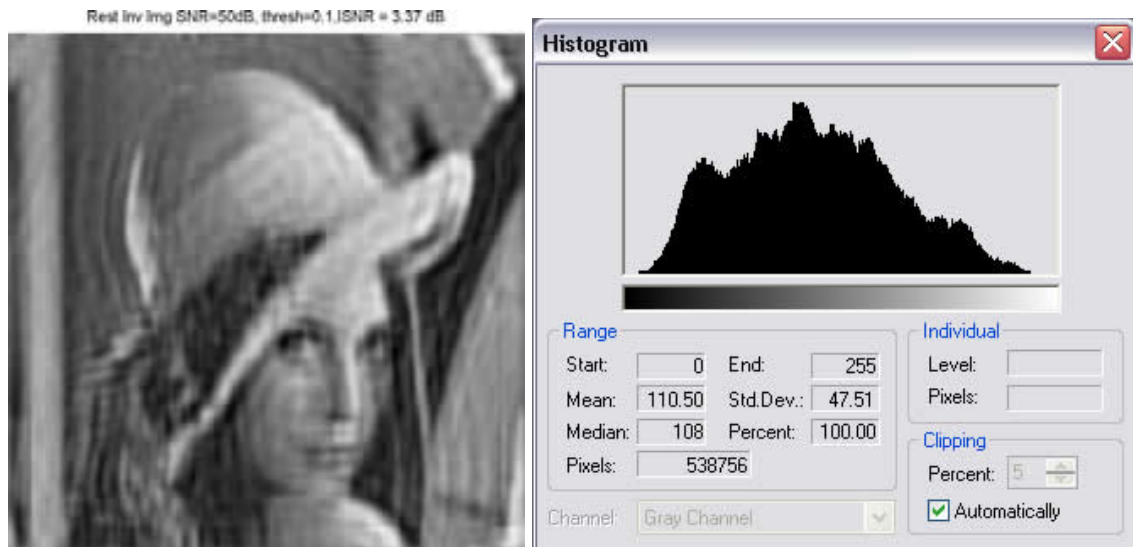 Rest Inv Img SNR=50dB, thresh=0.1,ISNR = 3.37 dB
Histogram
Range
Start: 0 End: 255
Mean: 110.50 Std.Dev.: 47.51
Median: 108 Percent: 100.00
Pixels: 538756
Individual
Level:
Pixels:
Clipping
Percent: 5
Automatically
Channel: Gray Channel